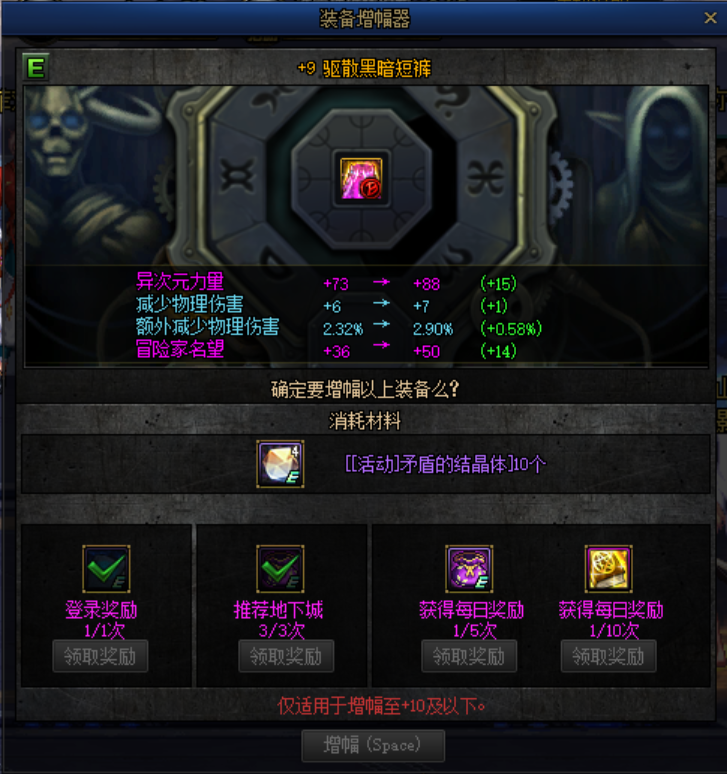 装备增幅器
E
+9 驱散黑暗短裤
异次元力量 +73 → +88 (+15)
减少物理伤害 +6 → +7 (+1)
额外减少物理伤害 2.32% → 2.90% (+0.58%)
冒险家名望 +36 → +50 (+14)
确定要增幅以上装备么?
消耗材料
4
E
[[活动]矛盾的结晶体]10个
E E E
登录奖励 推荐地下城 获得每日奖励 获得每日奖励
1/1次 3/3次 1/5次 1/10次
领取奖励 领取奖励 领取奖励 领取奖励
仅适用于增幅至+10及以下。
增幅 (Space)